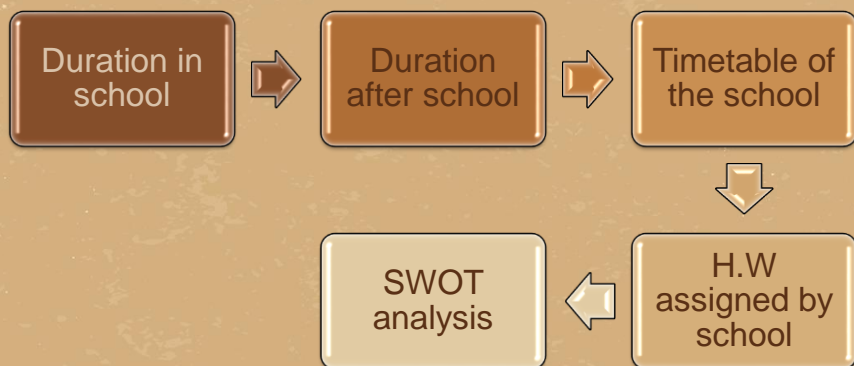 Duration in
school
Duration
after school
Timetable of
the school
H.W
assigned by
school
SWOT
analysis